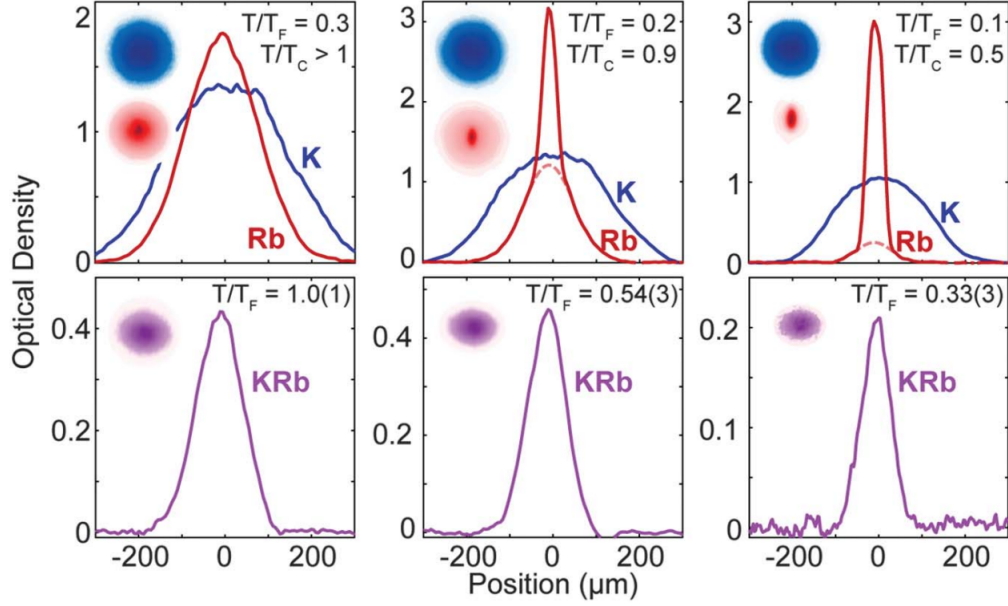 T/T_F = 0.3
T/T_C > 1
2
1
0
K
Rb
T/T_F = 0.2
T/T_C = 0.9
3
2
1
0
K
Rb
T/T_F = 0.1
T/T_C = 0.5
3
2
1
0
K
Rb
Optical Density
T/T_F = 1.0(1)
0.4
0.2
0
KRb
-200
0
200
T/T_F = 0.54(3)
0.4
0.2
0
KRb
-200
0
200
T/T_F = 0.33(3)
0.2
0.1
0
KRb
-200
0
200
Position (µm)